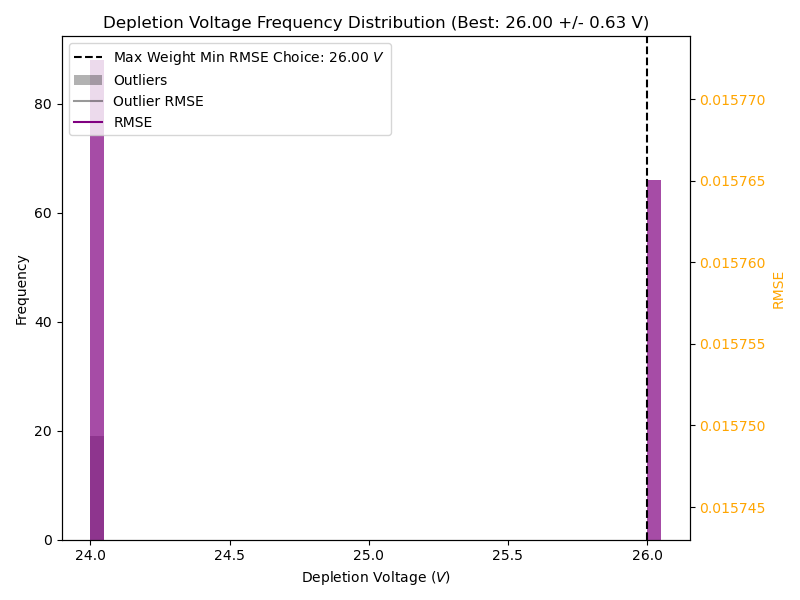 Depletion Voltage Frequency Distribution (Best: 26.00 +/- 0.63 V)
Max Weight Min RMSE Choice: 26.00 V
Outliers
Outlier RMSE
RMSE
80
60
40
20
0
Frequency
0.015770
0.015765
0.015760
0.015755
0.015750
0.015745
RMSE
24.0 24.5 25.0 25.5 26.0
Depletion Voltage (V)